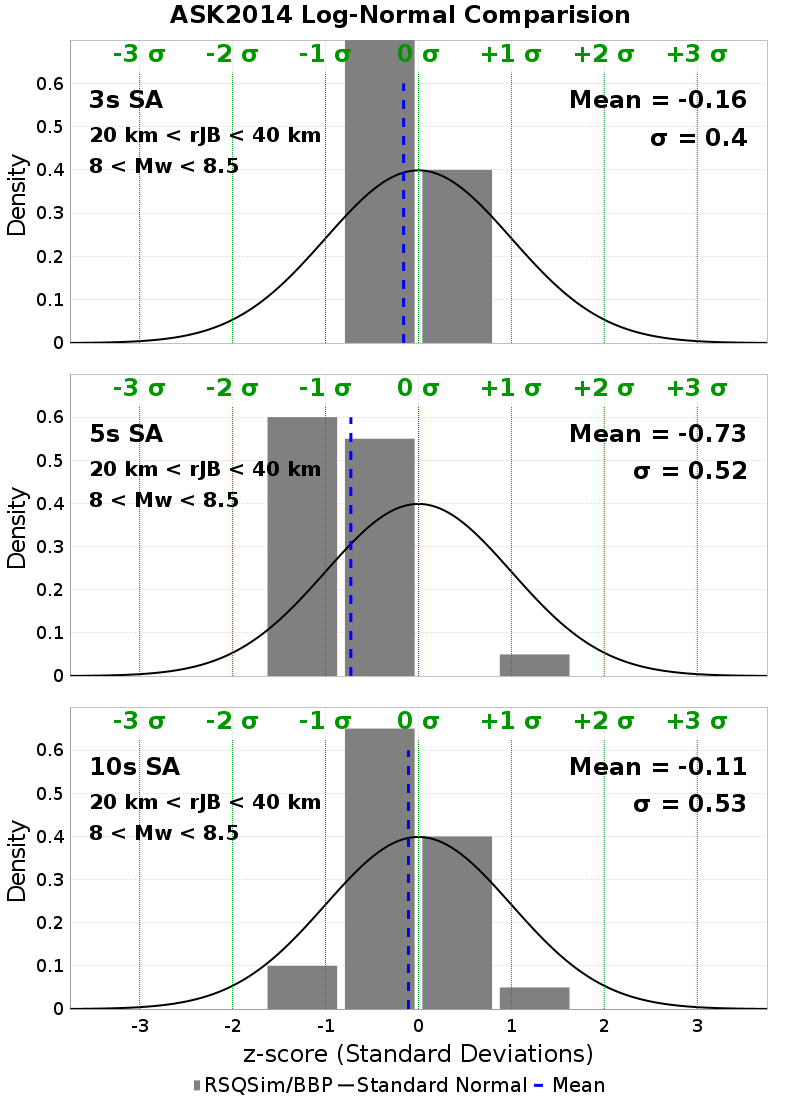 ASK2014 Log-Normal Comparision
-3 σ -2 σ -1 σ 0 σ +1 σ +2 σ +3 σ
3s SA
20 km < rJB < 40 km
8 < Mw < 8.5
Mean = -0.16
σ = 0.4
Density
0.6
0.5
0.4
0.3
0.2
0.1
0
-3 σ -2 σ -1 σ 0 σ +1 σ +2 σ +3 σ
5s SA
20 km < rJB < 40 km
8 < Mw < 8.5
Mean = -0.73
σ = 0.52
Density
0.6
0.5
0.4
0.3
0.2
0.1
0
-3 σ -2 σ -1 σ 0 σ +1 σ +2 σ +3 σ
10s SA
20 km < rJB < 40 km
8 < Mw < 8.5
Mean = -0.11
σ = 0.53
Density
0.6
0.5
0.4
0.3
0.2
0.1
0
-3 -2 -1 0 1 2 3
z-score (Standard Deviations)
RSQSim/BBP Standard Normal Mean